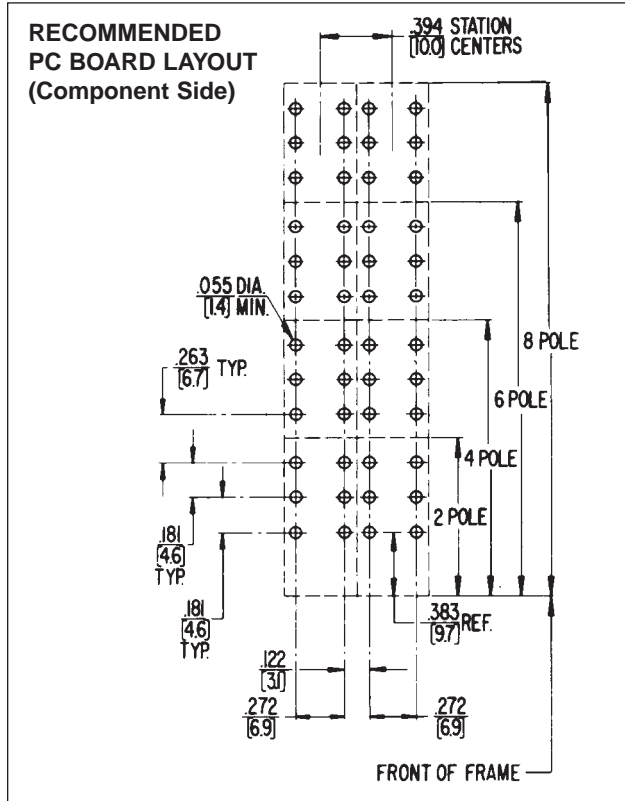 RECOMMENDED
PC BOARD LAYOUT
(Component Side)
.394 STATION
[10.0] CENTERS
.055 DIA.
[1.4] MIN.
.263 TYP.
[6.7]
8 POLE
6 POLE
4 POLE
2 POLE
.181
[4.6]
TYP.
.181
[4.6]
TYP.
.383 REF.
[9.7]
.122
[3.1]
.272
[6.9]
.272
[6.9]
FRONT OF FRAME